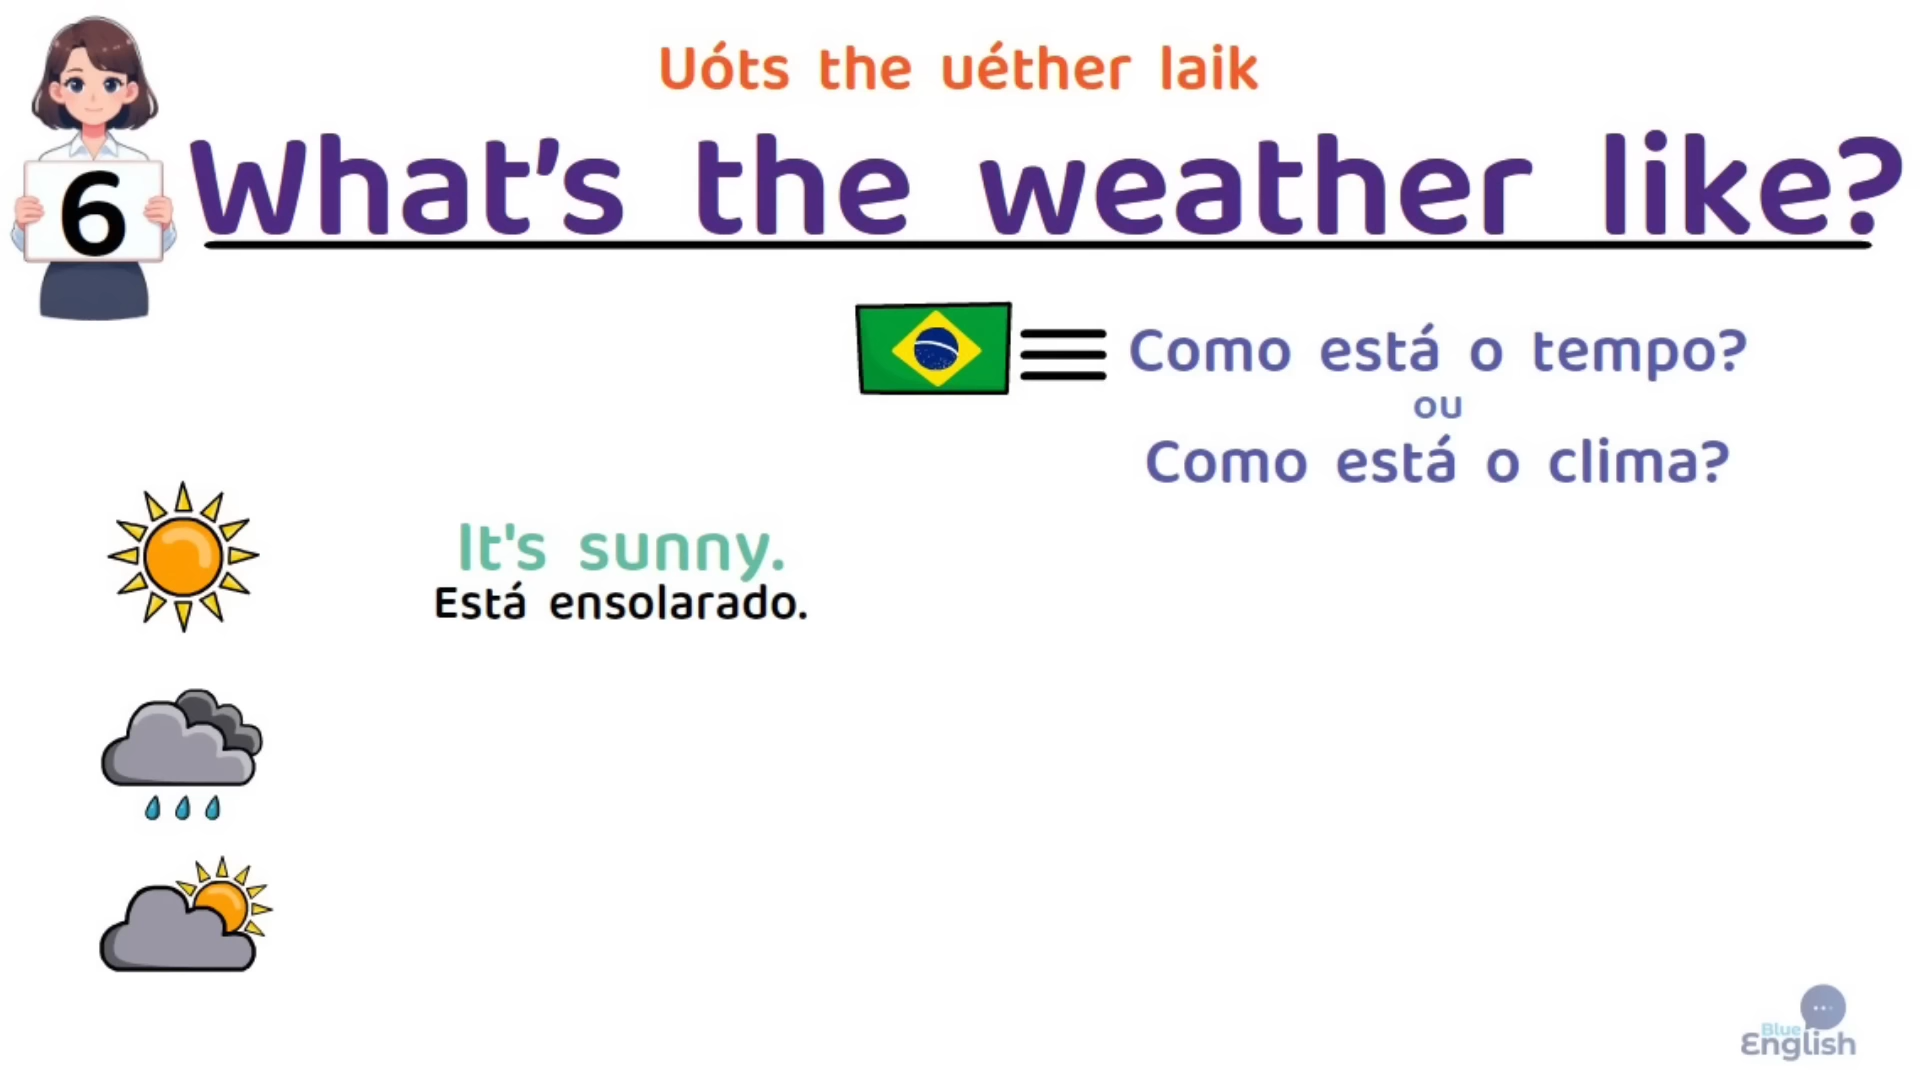 Uóts the uéther laik
6
What's the weather like?
Como está o tempo?
ou
Como está o clima?
It's sunny.
Está ensolarado.
Blue
English